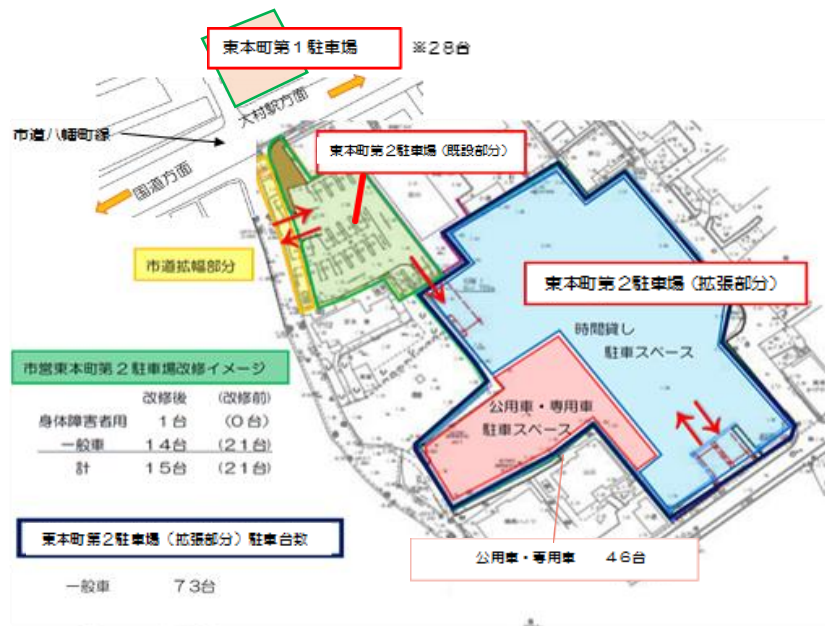 東本町第1駐車場
※28台
大村駅方面
市道八幡町線
国道方面
東本町第2駐車場(既設部分)
市道拡幅部分
東本町第2駐車場(拡張部分)
時間貸し
駐車スペース
市営東本町第2駐車場改修イメージ
改修後 (改修前)
身体障害者用 1台 (0台)
一般車 14台 (21台)
計 15台 (21台)
公用車・専用車
駐車スペース
東本町第2駐車場(拡張部分)駐車台数
一般車 73台
公用車・専用車 46台